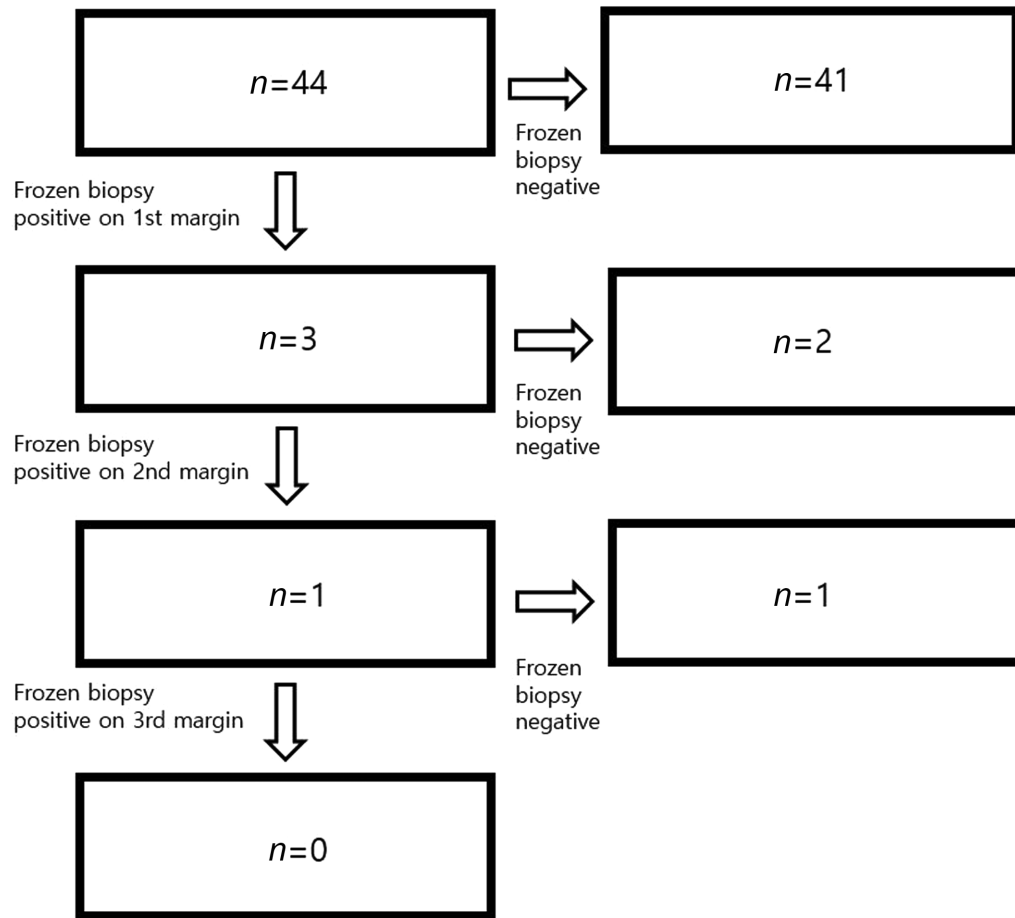 n=44
n=41
Frozen
biopsy
negative
Frozen biopsy
positive on 1st margin
n=3
n=2
Frozen
biopsy
negative
Frozen biopsy
positive on 2nd margin
n=1
n=1
Frozen
biopsy
negative
Frozen biopsy
positive on 3rd margin
n=0